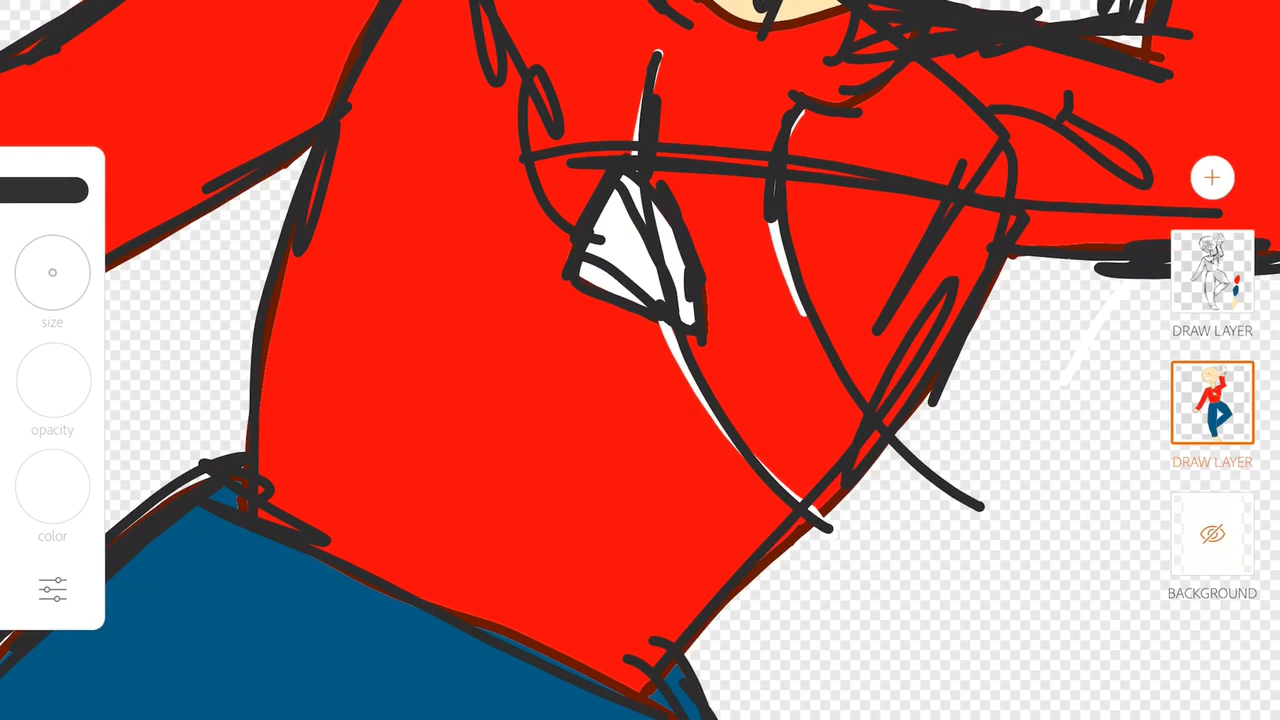 size
opacity
color
DRAW LAYER
DRAW LAYER
BACKGROUND